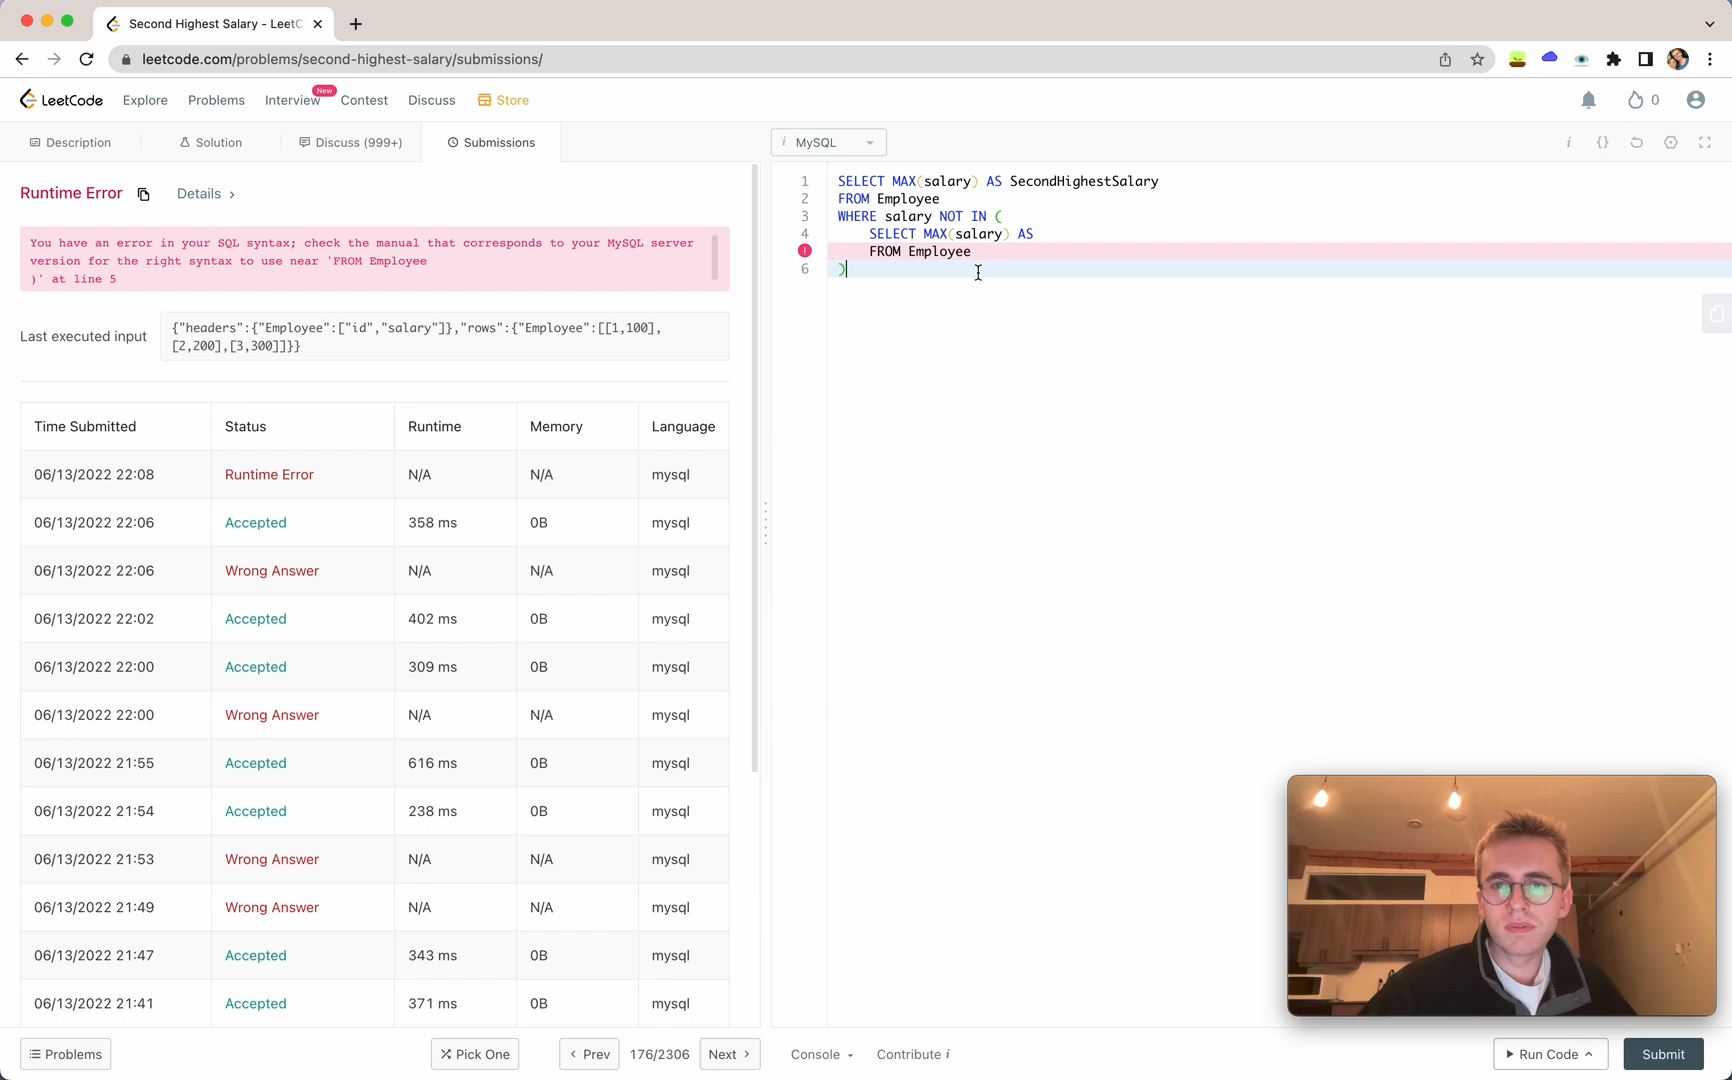 Second Highest Salary - LeetC
leetcode.com/problems/second-highest-salary/submissions/
LeetCode
Explore
Problems
Interview
New
Contest
Discuss
Store
0
Description
Solution
Discuss (999+)
Submissions
i MySQL
i
{}
Runtime Error
Details
You have an error in your SQL syntax; check the manual that corresponds to your MySQL server
version for the right syntax to use near 'FROM Employee
)' at line 5
Last executed input
{"headers":{"Employee":["id","salary"]},"rows":{"Employee":[[1,100],
[2,200],[3,300]]}}
Time Submitted Status Runtime Memory Language
06/13/2022 22:08 Runtime Error N/A N/A mysql
06/13/2022 22:06 Accepted 358 ms 0B mysql
06/13/2022 22:06 Wrong Answer N/A N/A mysql
06/13/2022 22:02 Accepted 402 ms 0B mysql
06/13/2022 22:00 Accepted 309 ms 0B mysql
06/13/2022 22:00 Wrong Answer N/A N/A mysql
06/13/2022 21:55 Accepted 616 ms 0B mysql
06/13/2022 21:54 Accepted 238 ms 0B mysql
06/13/2022 21:53 Wrong Answer N/A N/A mysql
06/13/2022 21:49 Wrong Answer N/A N/A mysql
06/13/2022 21:47 Accepted 343 ms 0B mysql
06/13/2022 21:41 Accepted 371 ms 0B mysql
1 SELECT MAX(salary) AS SecondHighestSalary
2 FROM Employee
3 WHERE salary NOT IN (
4 SELECT MAX(salary) AS
! FROM Employee
6 )
Problems
Pick One
Prev
176/2306
Next
Console
Contribute i
Run Code
Submit